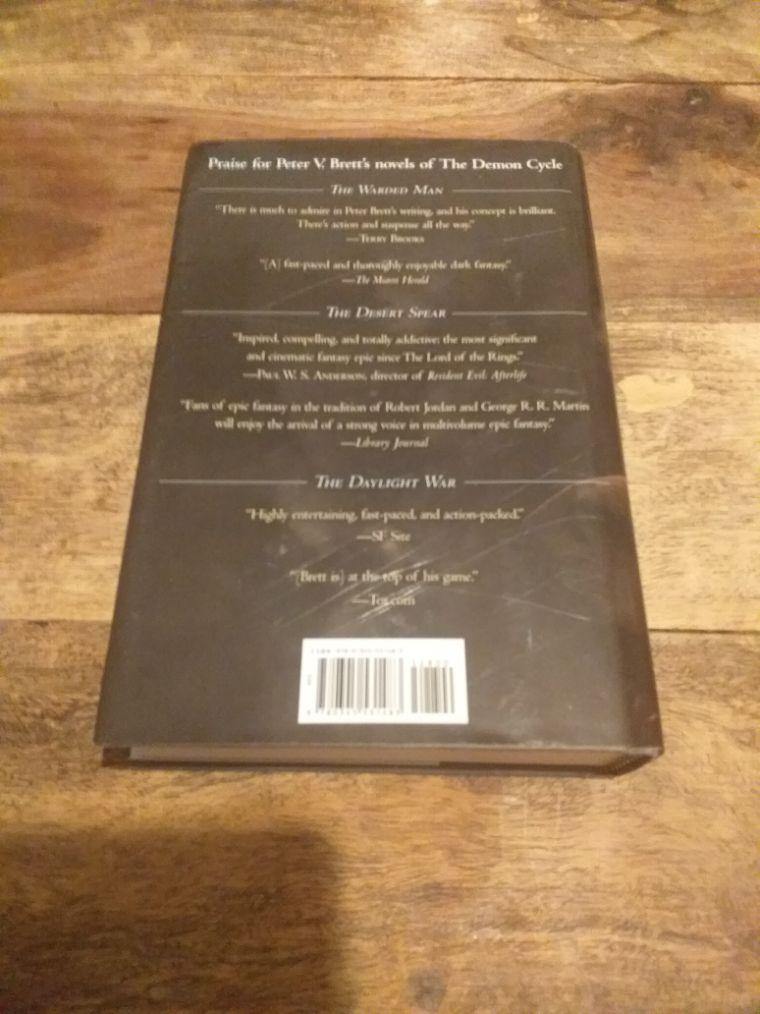 Praise for Peter V. Brett's novels of The Demon Cycle
THE WARDED MAN
"There is much to admire in Peter Brett's writing, and his concept is brilliant.
There's action and suspense all the way."
—TERRY BROOKS
"[A] fast-paced and thoroughly enjoyable dark fantasy."
—The Miami Herald
THE DESERT SPEAR
"Inspired, compelling, and totally addictive: the most significant
and cinematic fantasy epic since The Lord of the Rings."
—PAUL W. S. ANDERSON, director of Resident Evil: Afterlife
"Fans of epic fantasy in the tradition of Robert Jordan and George R. R. Martin
will enjoy the arrival of a strong voice in multivolume epic fantasy."
—Library Journal
THE DAYLIGHT WAR
"Highly entertaining, fast-paced, and action-packed."
—SF Site
"[Brett is] at the top of his game."
—Tor.com
ISBN